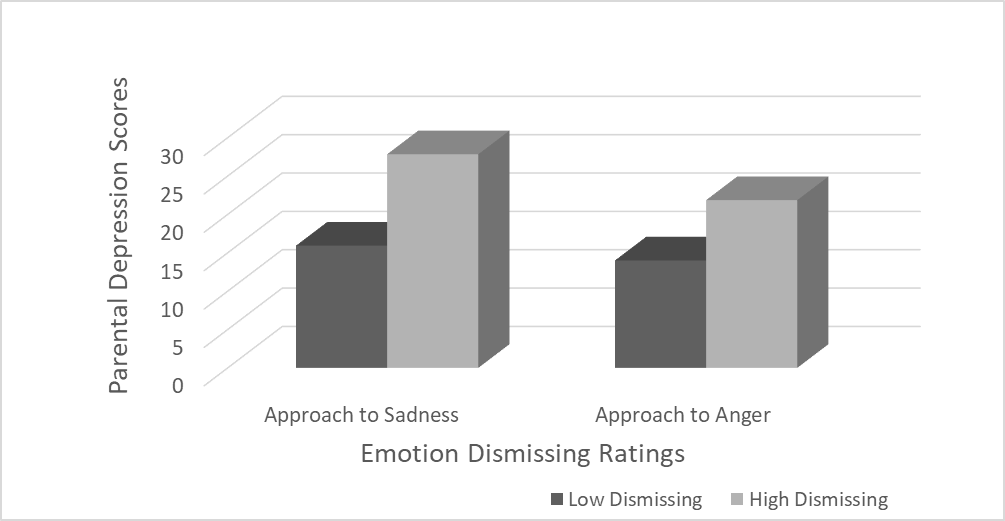 Parental Depression Scores
30
25
20
15
10
5
0
Approach to Sadness
Approach to Anger
Emotion Dismissing Ratings
Low Dismissing
High Dismissing